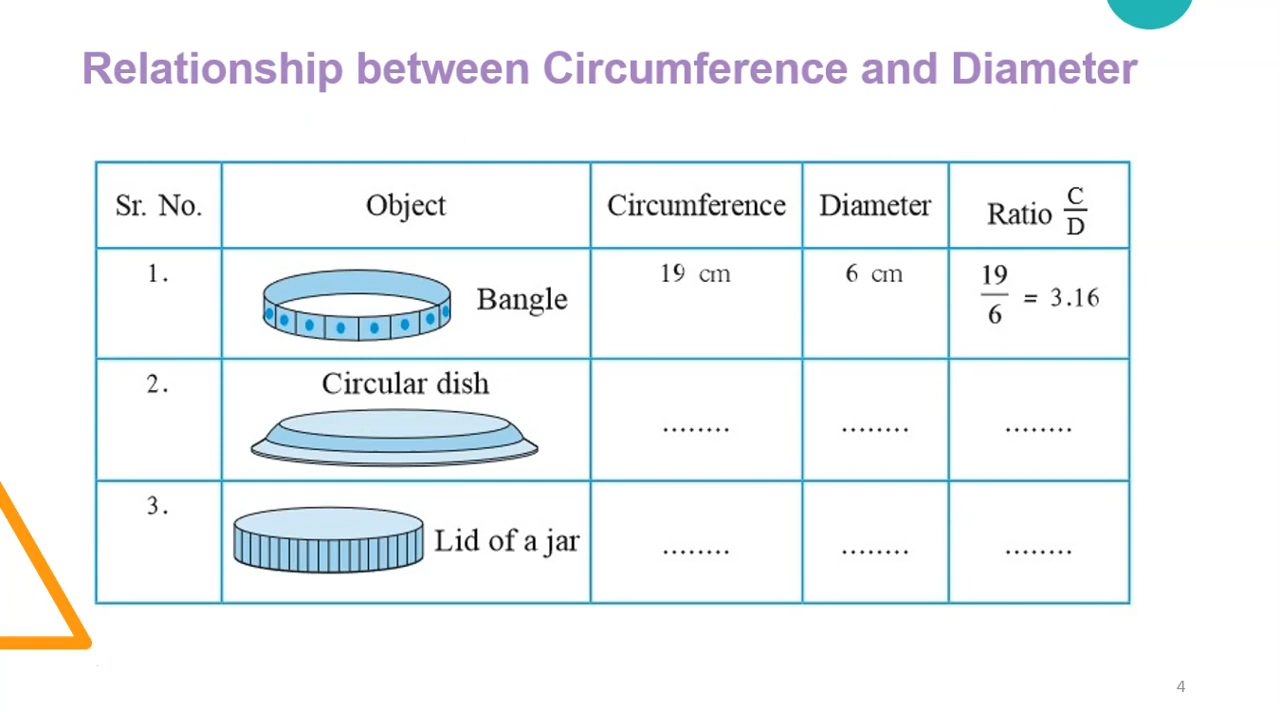 Relationship between Circumference and Diameter
Sr. No. Object Circumference Diameter Ratio C/D
1. Bangle 19 cm 6 cm 19/6 = 3.16
2. Circular dish ........ ........ ........
3. Lid of a jar ........ ........ ........
4